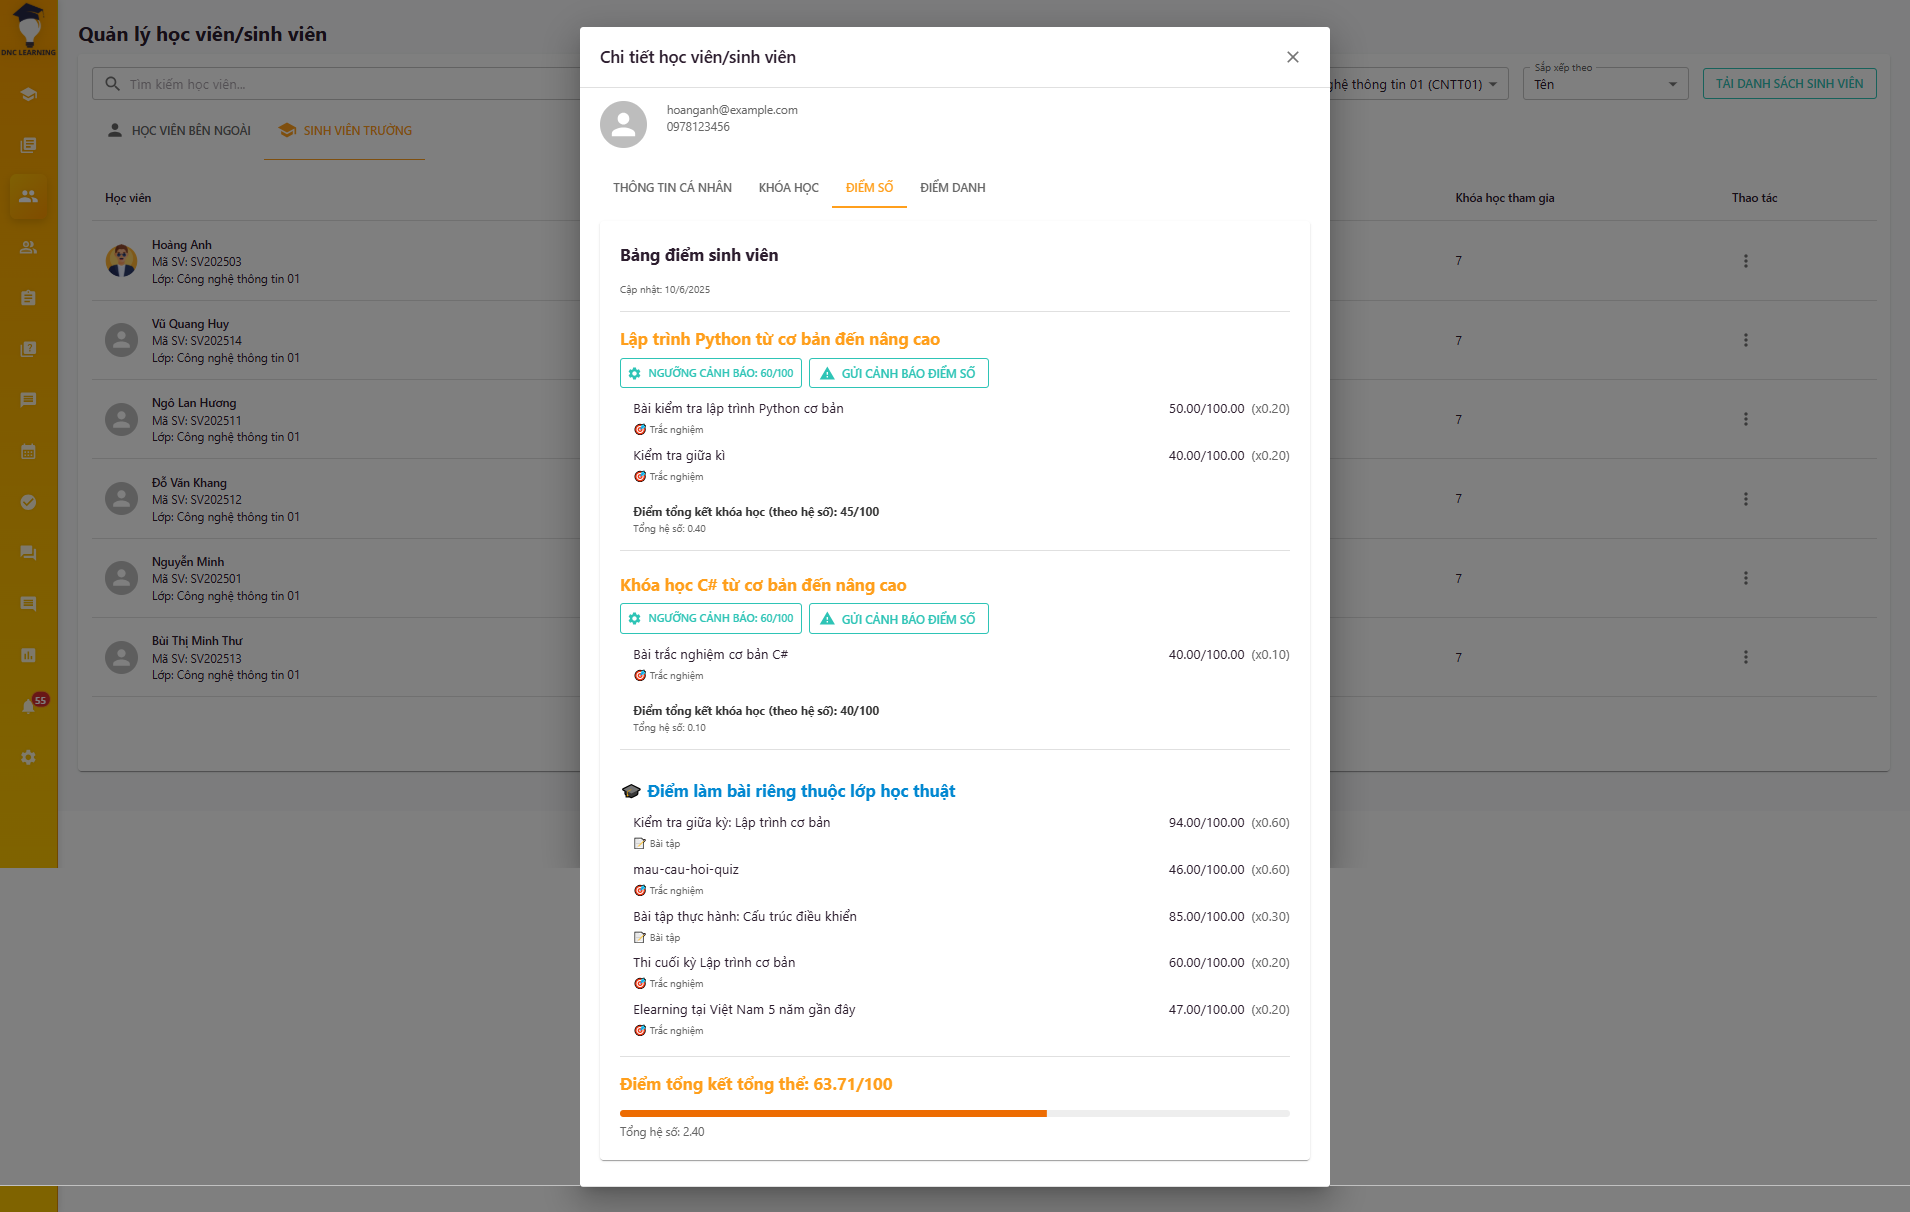 DNC LEARNING
Quản lý học viên/sinh viên
Tìm kiếm học viên...
nghệ thông tin 01 (CNTT01)
Sắp xếp theo
Tên
TẢI DANH SÁCH SINH VIÊN
HỌC VIÊN BÊN NGOÀI
SINH VIÊN TRƯỜNG
Học viên
Khóa học tham gia
Thao tác
Hoàng Anh
Mã SV: SV202503
Lớp: Công nghệ thông tin 01
7
Vũ Quang Huy
Mã SV: SV202514
Lớp: Công nghệ thông tin 01
7
Ngô Lan Hương
Mã SV: SV202511
Lớp: Công nghệ thông tin 01
7
Đỗ Văn Khang
Mã SV: SV202512
Lớp: Công nghệ thông tin 01
7
Nguyễn Minh
Mã SV: SV202501
Lớp: Công nghệ thông tin 01
7
Bùi Thị Minh Thư
Mã SV: SV202513
Lớp: Công nghệ thông tin 01
7
55
Chi tiết học viên/sinh viên
hoanganh@example.com
0978123456
THÔNG TIN CÁ NHÂN
KHÓA HỌC
ĐIỂM SỐ
ĐIỂM DANH
Bảng điểm sinh viên
Cập nhật: 10/6/2025
Lập trình Python từ cơ bản đến nâng cao
NGƯỠNG CẢNH BÁO: 60/100
GỬI CẢNH BÁO ĐIỂM SỐ
Bài kiểm tra lập trình Python cơ bản
50.00/100.00 (x0.20)
Trắc nghiệm
Kiểm tra giữa kì
40.00/100.00 (x0.20)
Trắc nghiệm
Điểm tổng kết khóa học (theo hệ số): 45/100
Tổng hệ số: 0.40
Khóa học C# từ cơ bản đến nâng cao
NGƯỠNG CẢNH BÁO: 60/100
GỬI CẢNH BÁO ĐIỂM SỐ
Bài trắc nghiệm cơ bản C#
40.00/100.00 (x0.10)
Trắc nghiệm
Điểm tổng kết khóa học (theo hệ số): 40/100
Tổng hệ số: 0.10
Điểm làm bài riêng thuộc lớp học thuật
Kiểm tra giữa kỳ: Lập trình cơ bản
94.00/100.00 (x0.60)
Bài tập
mau-cau-hoi-quiz
46.00/100.00 (x0.60)
Trắc nghiệm
Bài tập thực hành: Cấu trúc điều khiển
85.00/100.00 (x0.30)
Bài tập
Thi cuối kỳ Lập trình cơ bản
60.00/100.00 (x0.20)
Trắc nghiệm
Elearning tại Việt Nam 5 năm gần đây
47.00/100.00 (x0.20)
Trắc nghiệm
Điểm tổng kết tổng thể: 63.71/100
Tổng hệ số: 2.40